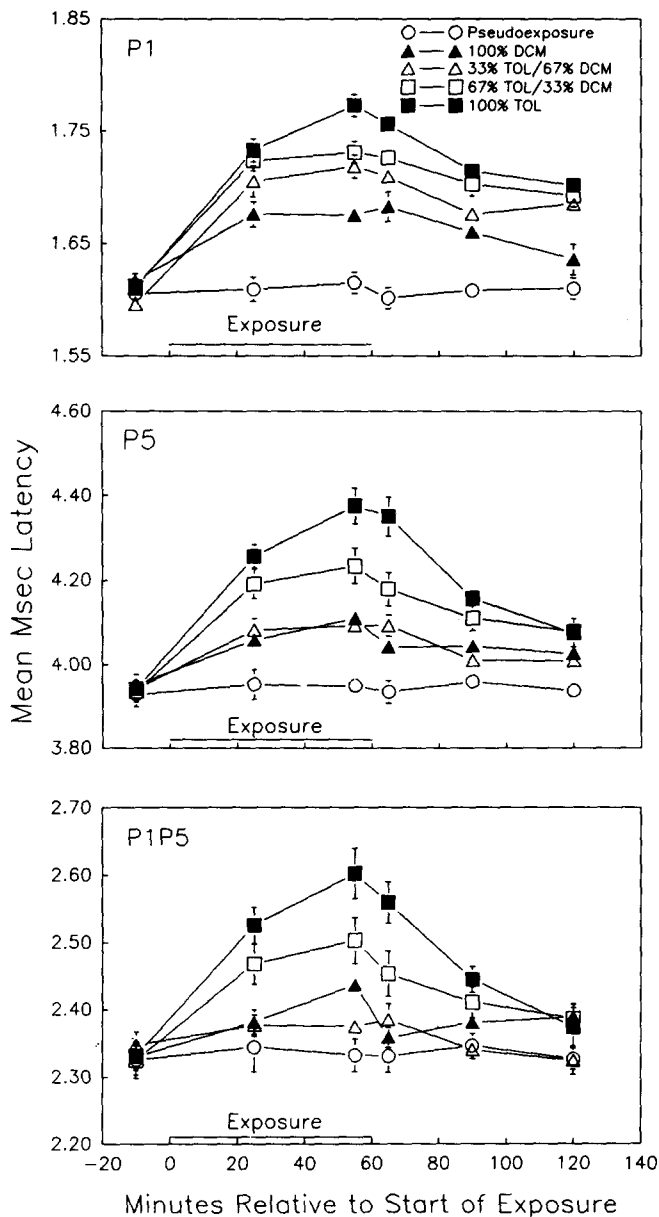 P1
Pseudoexposure
100% DCM
33% TOL/67% DCM
67% TOL/33% DCM
100% TOL
1.85
1.75
1.65
1.55
Exposure
P5
4.60
4.40
4.20
4.00
3.80
Exposure
Mean Msec Latency
P1P5
2.70
2.60
2.50
2.40
2.30
2.20
Exposure
-20 0 20 40 60 80 100 120 140
Minutes Relative to Start of Exposure